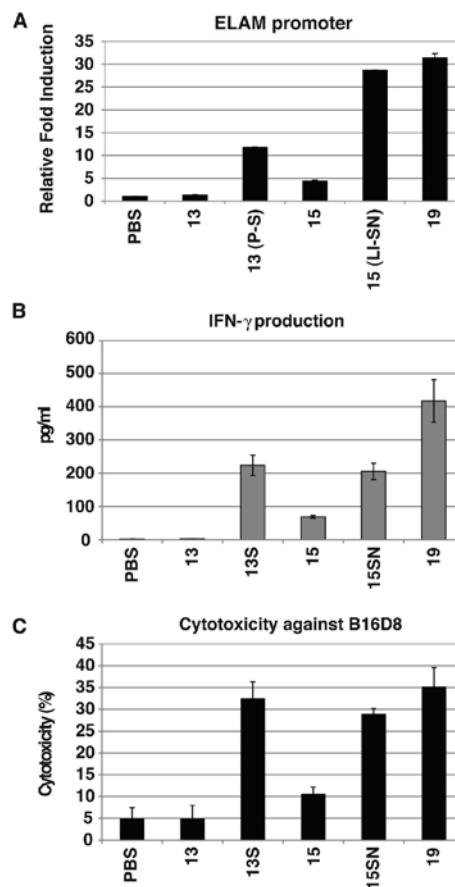 A
ELAM promoter
Relative Fold Induction
35
30
25
20
15
10
5
0
PBS
13
13 (P-S)
15
15 (LI-SN)
19
B
IFN-γ production
pg/ml
600
500
400
300
200
100
0
PBS
13
13S
15
15SN
19
C
Cytotoxicity against B16D8
Cytotoxicity (%)
45
40
35
30
25
20
15
10
5
0
PBS
13
13S
15
15SN
19